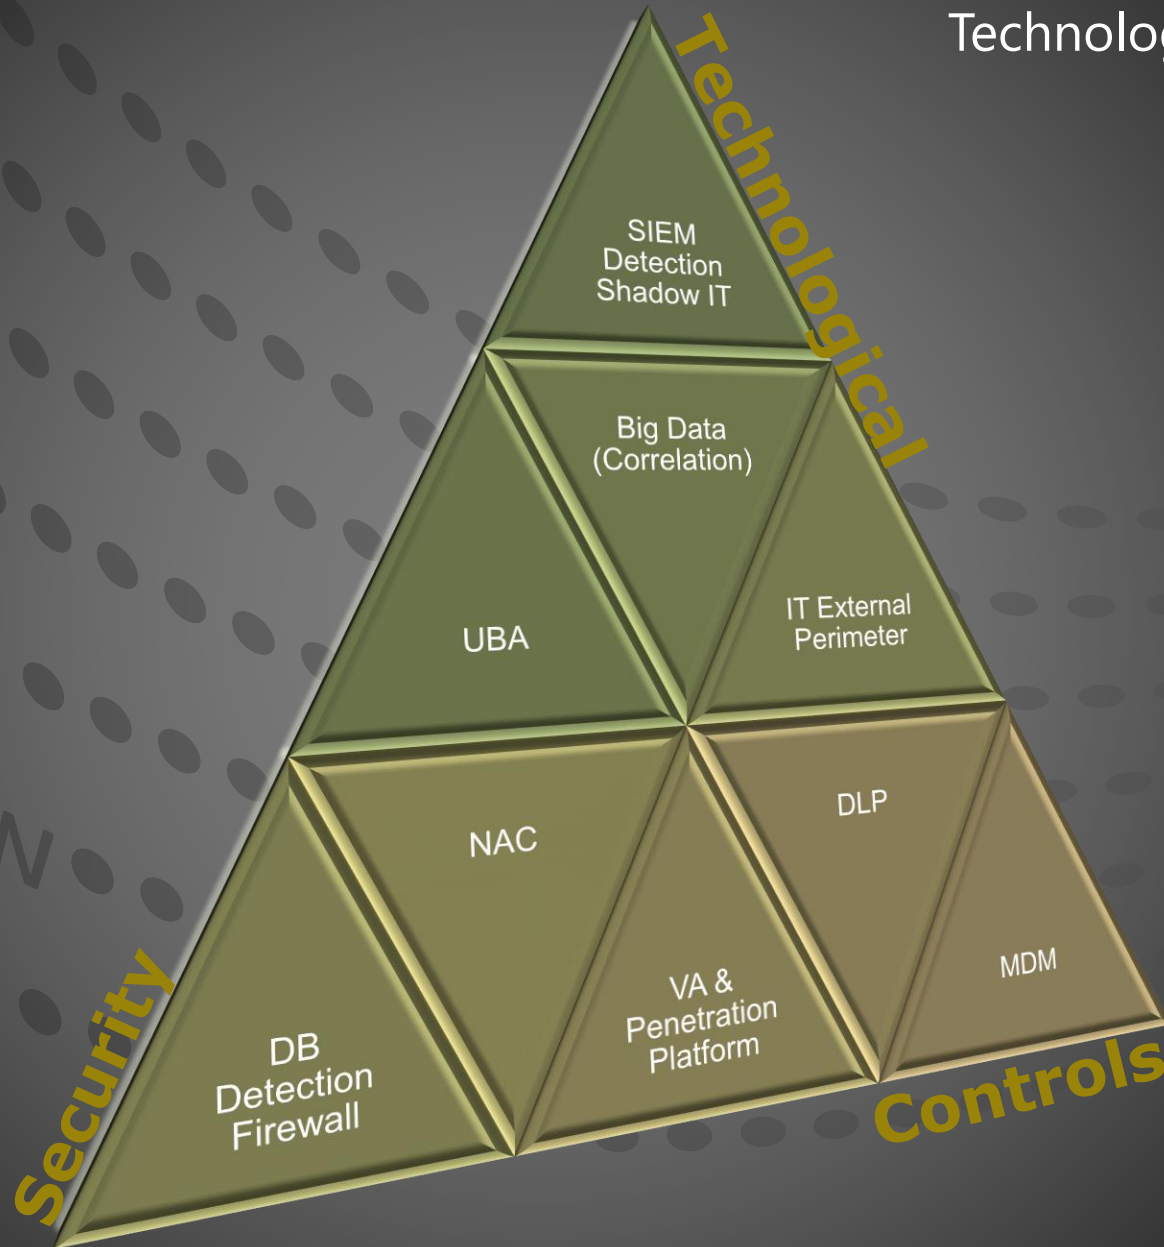 Technolog
Technological
SIEM
Detection
Shadow IT
Big Data
(Correlation)
UBA
IT External
Perimeter
NAC
DLP
MDM
VA &
Penetration
Platform
DB
Detection
Firewall
Security
Controls
N